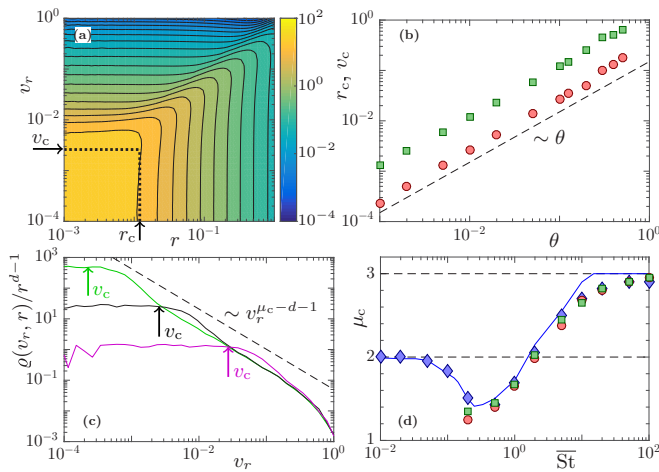 (a)
10^0
10^-2
10^-4
v_r
v_c
10^-3
r_c
r
10^-1
10^2
10^0
10^-2
10^-4
(b)
10^0
10^-2
10^-4
r_c, v_c
∼ θ
10^-2
θ
10^0
(c)
10^3
10^1
10^-1
10^-3
ϱ(v_r, r)/r^{d-1}
v_c
v_c
v_c
∼ v_r^{μ_c-d-1}
10^-4
10^-2
v_r
10^0
(d)
3
2
1
μ_c
10^-2
10^0
S̅t̅
10^2